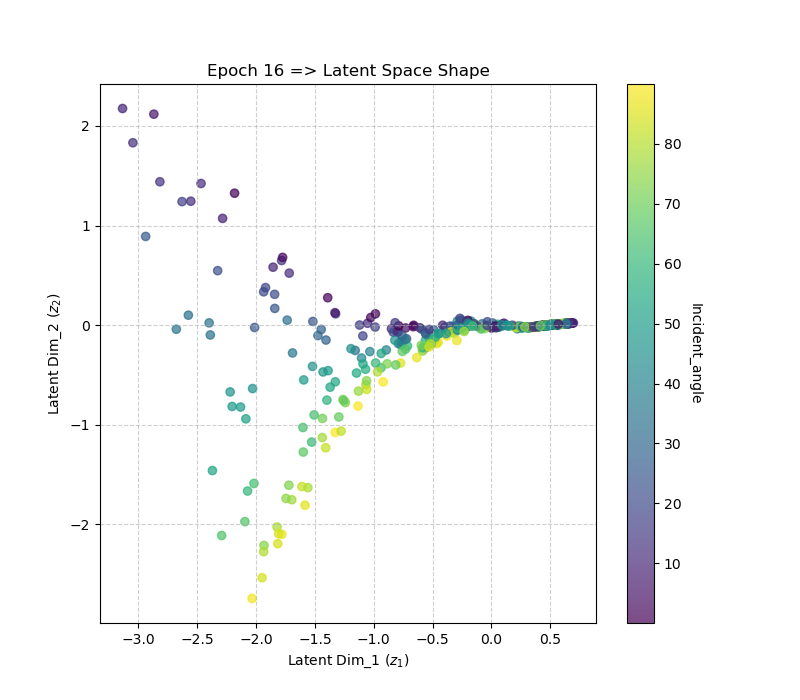 Epoch 16 => Latent Space Shape
Latent Dim_2 (z₂)
2
1
0
−1
−2
−3.0 −2.5 −2.0 −1.5 −1.0 −0.5 0.0 0.5
Latent Dim_1 (z₁)
80
70
60
50
40
30
20
10
Incident_angle